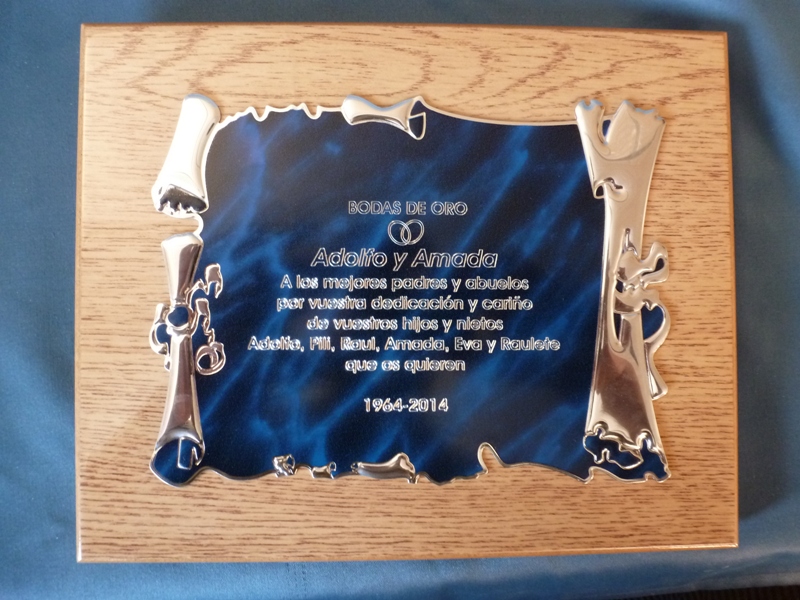 BODAS DE ORO
Adolfo y Amada
A los mejores padres y abuelos
por vuestra dedicación y cariño
de vuestros hijos y nietos
Adolfo, Pili, Raul, Amada, Eva y Raulete
que os quieren
1964-2014